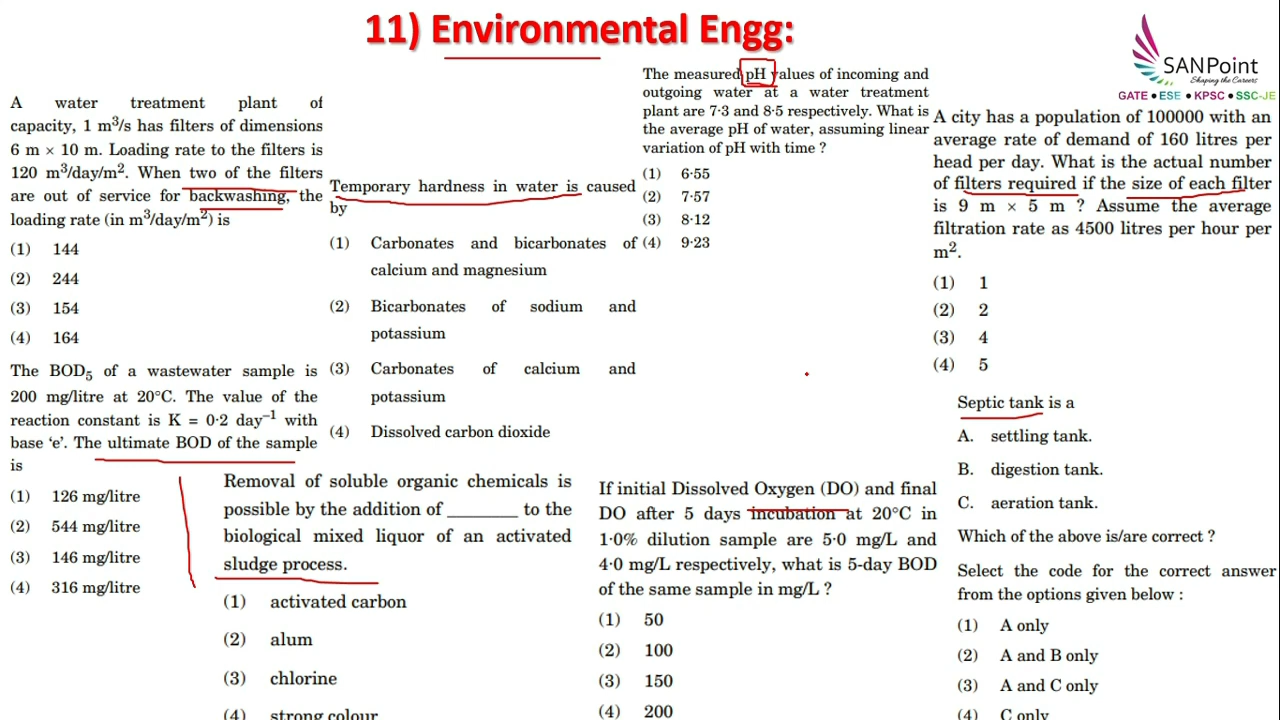 11) Environmental Engg:
SANPoint
Shaping the Careers
GATE ● ESE ● KPSC ● SSC-JE
A water treatment plant of
capacity, 1 m³/s has filters of dimensions
6 m × 10 m. Loading rate to the filters is
120 m³/day/m². When two of the filters
are out of service for backwashing, the
loading rate (in m³/day/m²) is
(1) 144
(2) 244
(3) 154
(4) 164
The BOD₅ of a wastewater sample is
200 mg/litre at 20°C. The value of the
reaction constant is K = 0·2 day⁻¹ with
base ‘e’. The ultimate BOD of the sample
is
(1) 126 mg/litre
(2) 544 mg/litre
(3) 146 mg/litre
(4) 316 mg/litre
Temporary hardness in water is caused
by
(1) Carbonates and bicarbonates of
calcium and magnesium
(2) Bicarbonates of sodium and
potassium
(3) Carbonates of calcium and
potassium
(4) Dissolved carbon dioxide
Removal of soluble organic chemicals is
possible by the addition of ________ to the
biological mixed liquor of an activated
sludge process.
(1) activated carbon
(2) alum
(3) chlorine
(4) strong colour
The measured pH values of incoming and
outgoing water at a water treatment
plant are 7·3 and 8·5 respectively. What is
the average pH of water, assuming linear
variation of pH with time ?
(1) 6·55
(2) 7·57
(3) 8·12
(4) 9·23
If initial Dissolved Oxygen (DO) and final
DO after 5 days incubation at 20°C in
1·0% dilution sample are 5·0 mg/L and
4·0 mg/L respectively, what is 5-day BOD
of the same sample in mg/L ?
(1) 50
(2) 100
(3) 150
(4) 200
A city has a population of 100000 with an
average rate of demand of 160 litres per
head per day. What is the actual number
of filters required if the size of each filter
is 9 m × 5 m ? Assume the average
filtration rate as 4500 litres per hour per
m².
(1) 1
(2) 2
(3) 4
(4) 5
Septic tank is a
A. settling tank.
B. digestion tank.
C. aeration tank.
Which of the above is/are correct ?
Select the code for the correct answer
from the options given below :
(1) A only
(2) A and B only
(3) A and C only
(4) C only